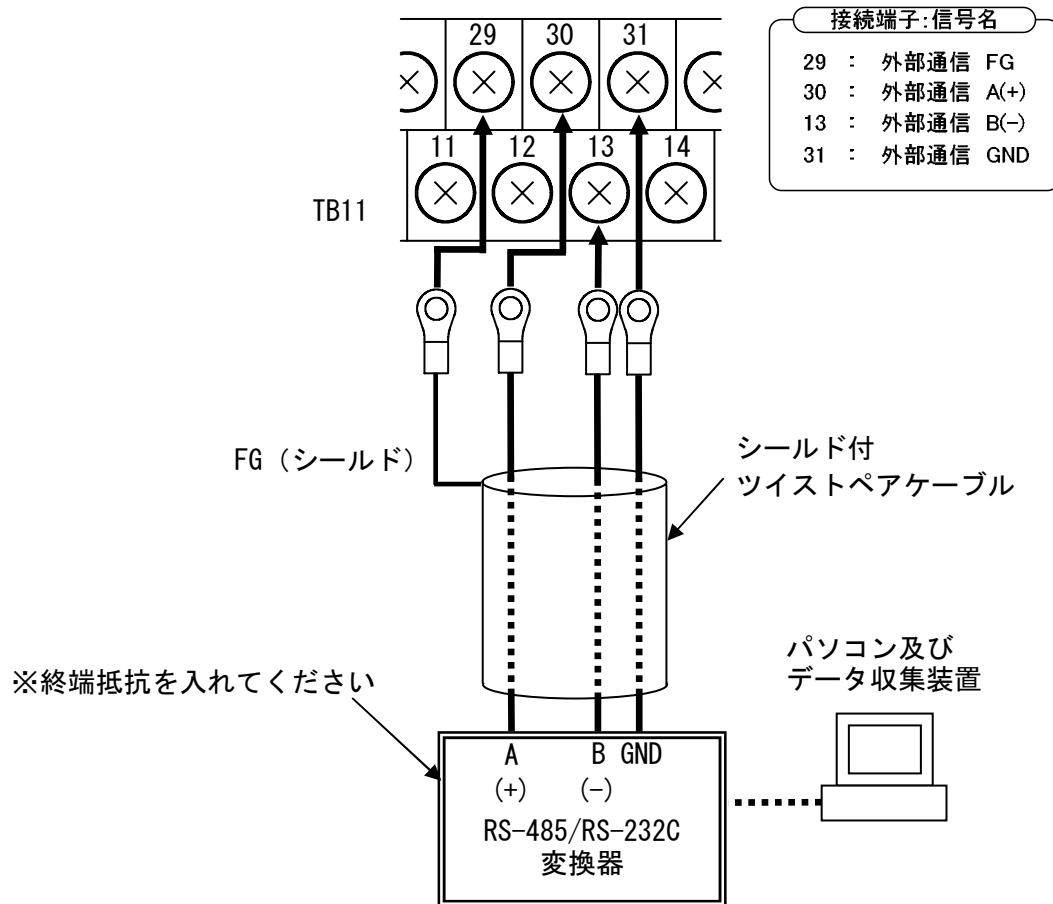 29 30 31
11 12 13 14
TB11
接続端子:信号名
29 : 外部通信 FG
30 : 外部通信 A(+)
13 : 外部通信 B(-)
31 : 外部通信 GND
FG (シールド)
シールド付
ツイストペアケーブル
※終端抵抗を入れてください
パソコン及び
データ収集装置
A B GND
(+) (-)
RS-485/RS-232C
変換器